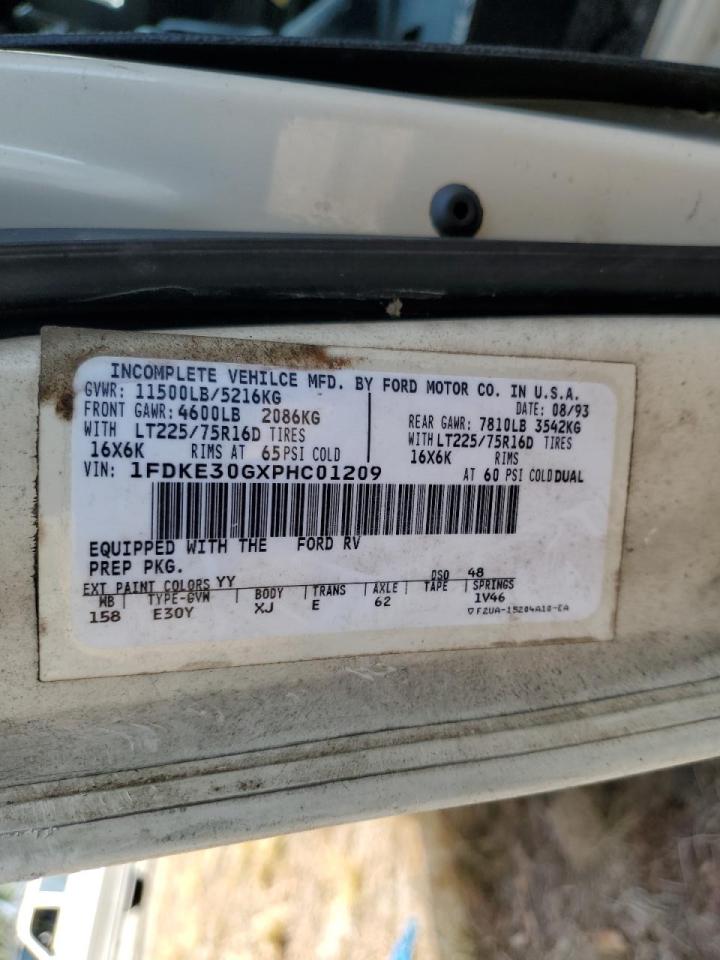 INCOMPLETE VEHILCE MFD. BY FORD MOTOR CO. IN U.S.A.
GVWR: 11500LB/5216KG
DATE: 08/93
FRONT GAWR: 4600LB 2086KG
REAR GAWR: 7810LB 3542KG
WITH LT225/75R16D TIRES
WITH LT225/75R16D TIRES
16X6K RIMS AT 65 PSI COLD
16X6K RIMS
VIN: 1FDKE30GXPHC01209
AT 60 PSI COLD DUAL
EQUIPPED WITH THE FORD RV
PREP PKG.
EXT PAINT COLORS YY DSO 48
WB TYPE-GVW BODY TRANS AXLE TAPE SPRINGS
158 E30Y XJ E 62 1V46
▽ F2UA-15204A10-EA